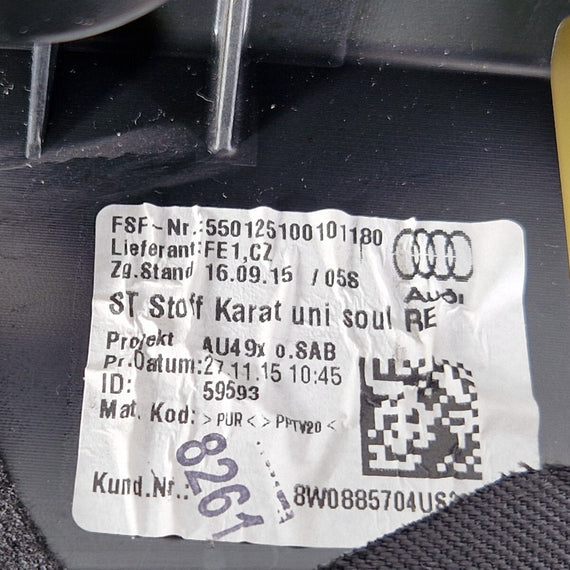 FSF-Nr.:550125100101180
Lieferant:FE1,CZ
Zg.Stand 16.09.15 /05S
Audi
ST Stoff Karat uni soul RE
Projekt AU49x o.SAB
Pr.Datum:27.11.15 10:45
ID: 59593
Mat. Kod: >PUR< >PPTV20<
8261
Kund.Nr.: 8W0885704US